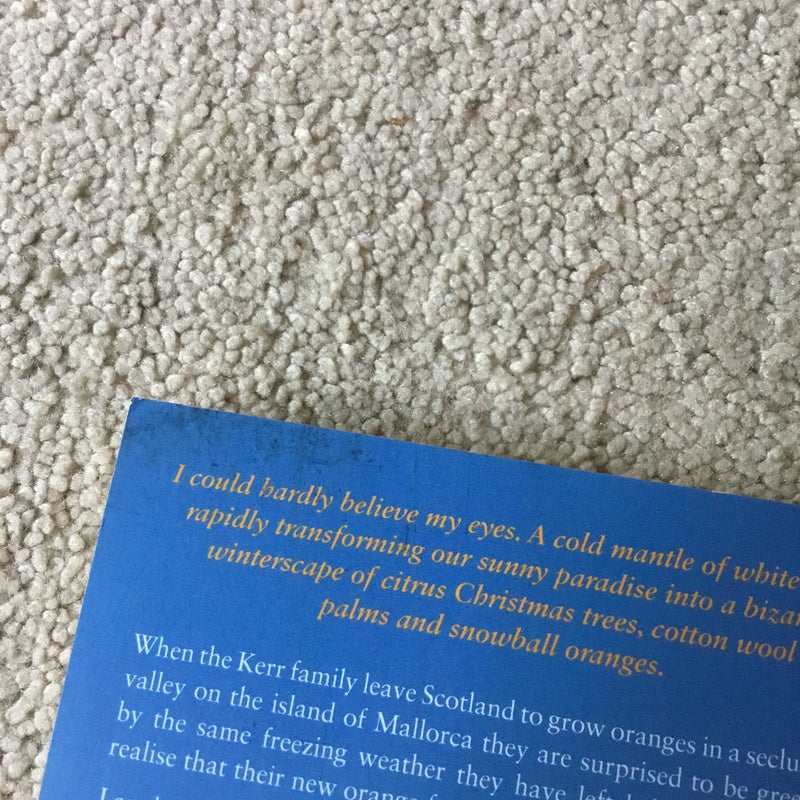 I could hardly believe my eyes. A cold mantle of white
rapidly transforming our sunny paradise into a
winterscape of citrus Christmas trees, cotton wool
palms and snowball oranges.
When the Kerr family leave Scotland to grow oranges in a
valley on the island of Mallorca they are surprised to be
by the same freezing weather they have
realise that their new orange